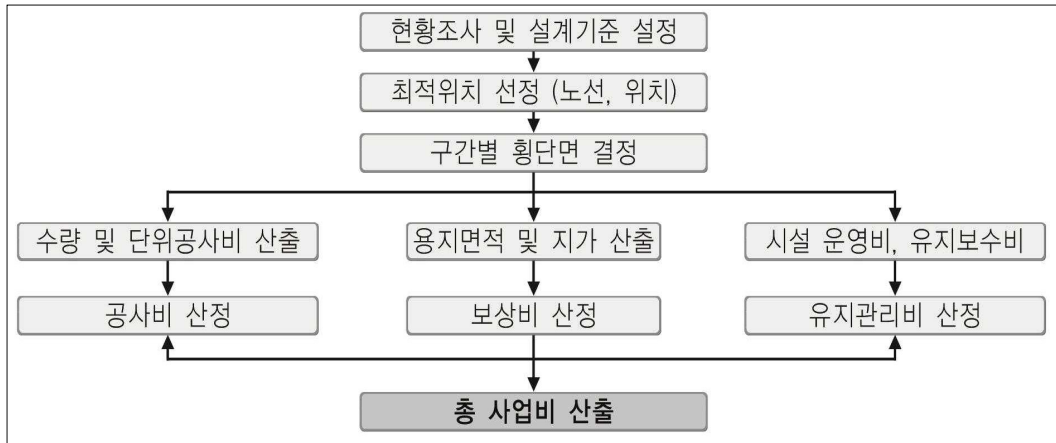 현황조사 및 설계기준 설정
최적위치 선정 (노선, 위치)
구간별 횡단면 결정
수량 및 단위공사비 산출
용지면적 및 지가 산출
시설 운영비, 유지보수비
공사비 산정
보상비 산정
유지관리비 산정
총 사업비 산출